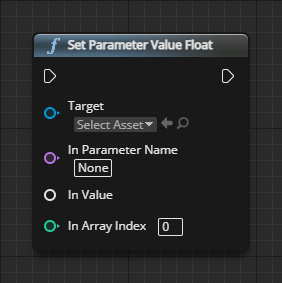 f Set Parameter Value Float
Target
Select Asset
In Parameter Name
None
In Value
In Array Index 0